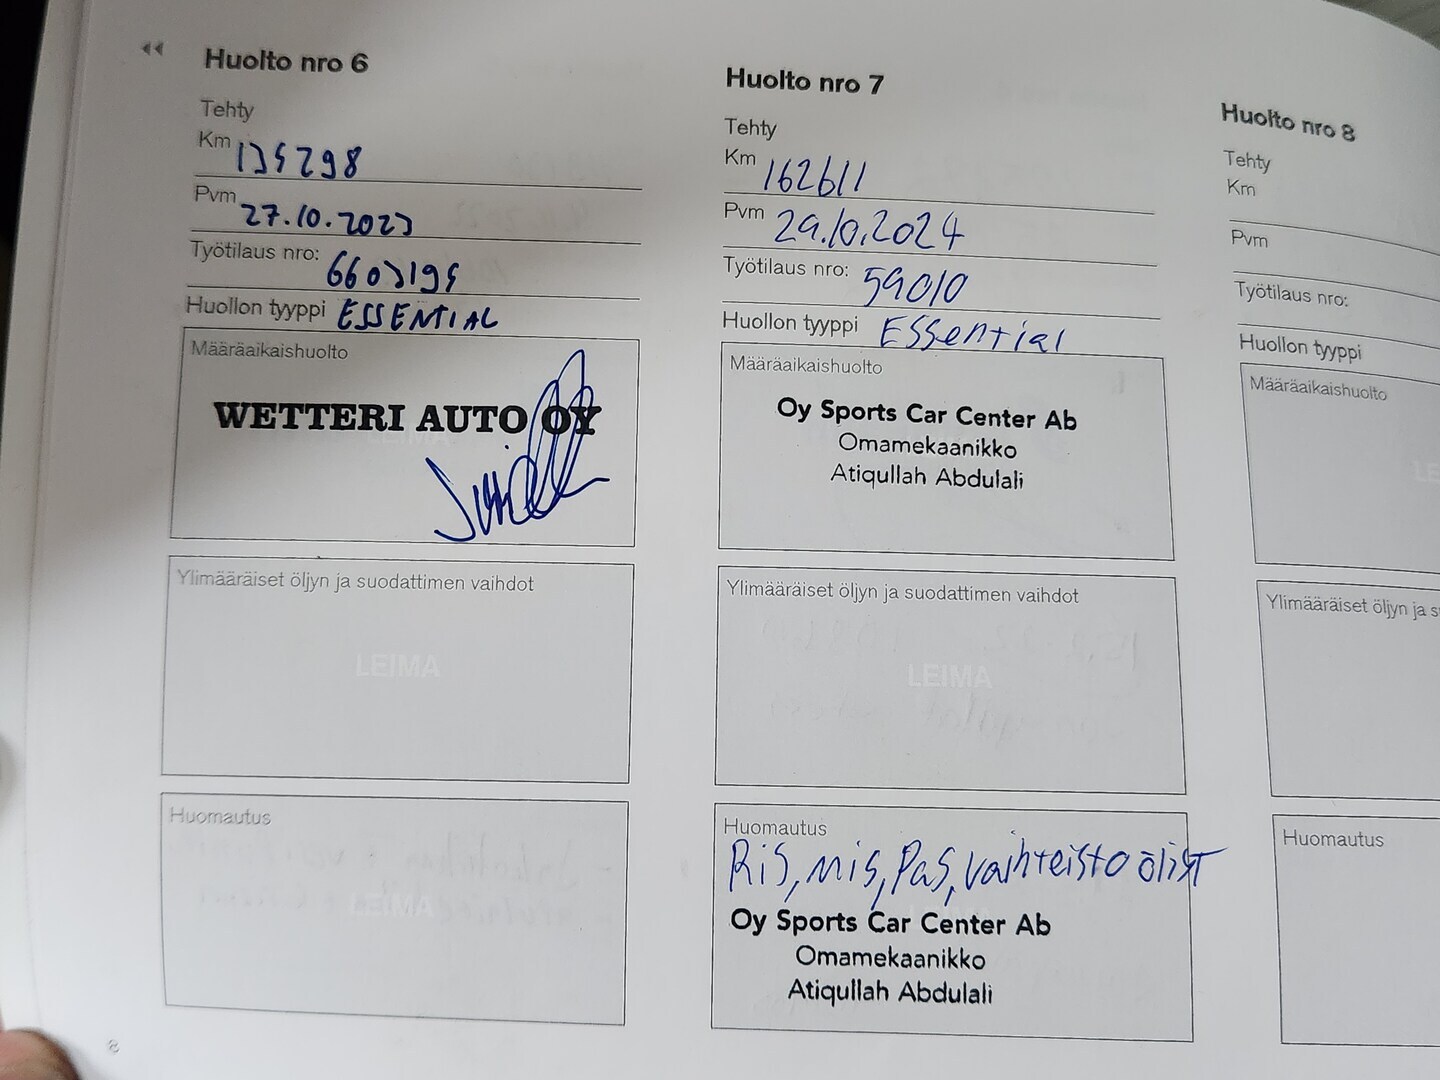 Huolto nro 6
Tehty
Km 135298
Pvm 27.10.2023
Työtilaus nro: 6603195
Huollon tyyppi ESSENTIAL
Määräaikaishuolto
WETTERI AUTO OY
LEIMA
Ylimääräiset öljyn ja suodattimen vaihdot
LEIMA
Huomautus
LEIMA
8
Huolto nro 7
Tehty
Km 162611
Pvm 29.10.2024
Työtilaus nro: 59010
Huollon tyyppi Essential
Määräaikaishuolto
Oy Sports Car Center Ab
Omamekaanikko
Atiqullah Abdulali
Ylimääräiset öljyn ja suodattimen vaihdot
LEIMA
Huomautus
Ris, mis, Pas, vaihteisto öljyt
Oy Sports Car Center Ab
Omamekaanikko
Atiqullah Abdulali
Huolto nro 8
Tehty
Km
Pvm
Työtilaus nro:
Huollon tyyppi
Määräaikaishuolto
LE
Ylimääräiset öljyn ja s
Huomautus